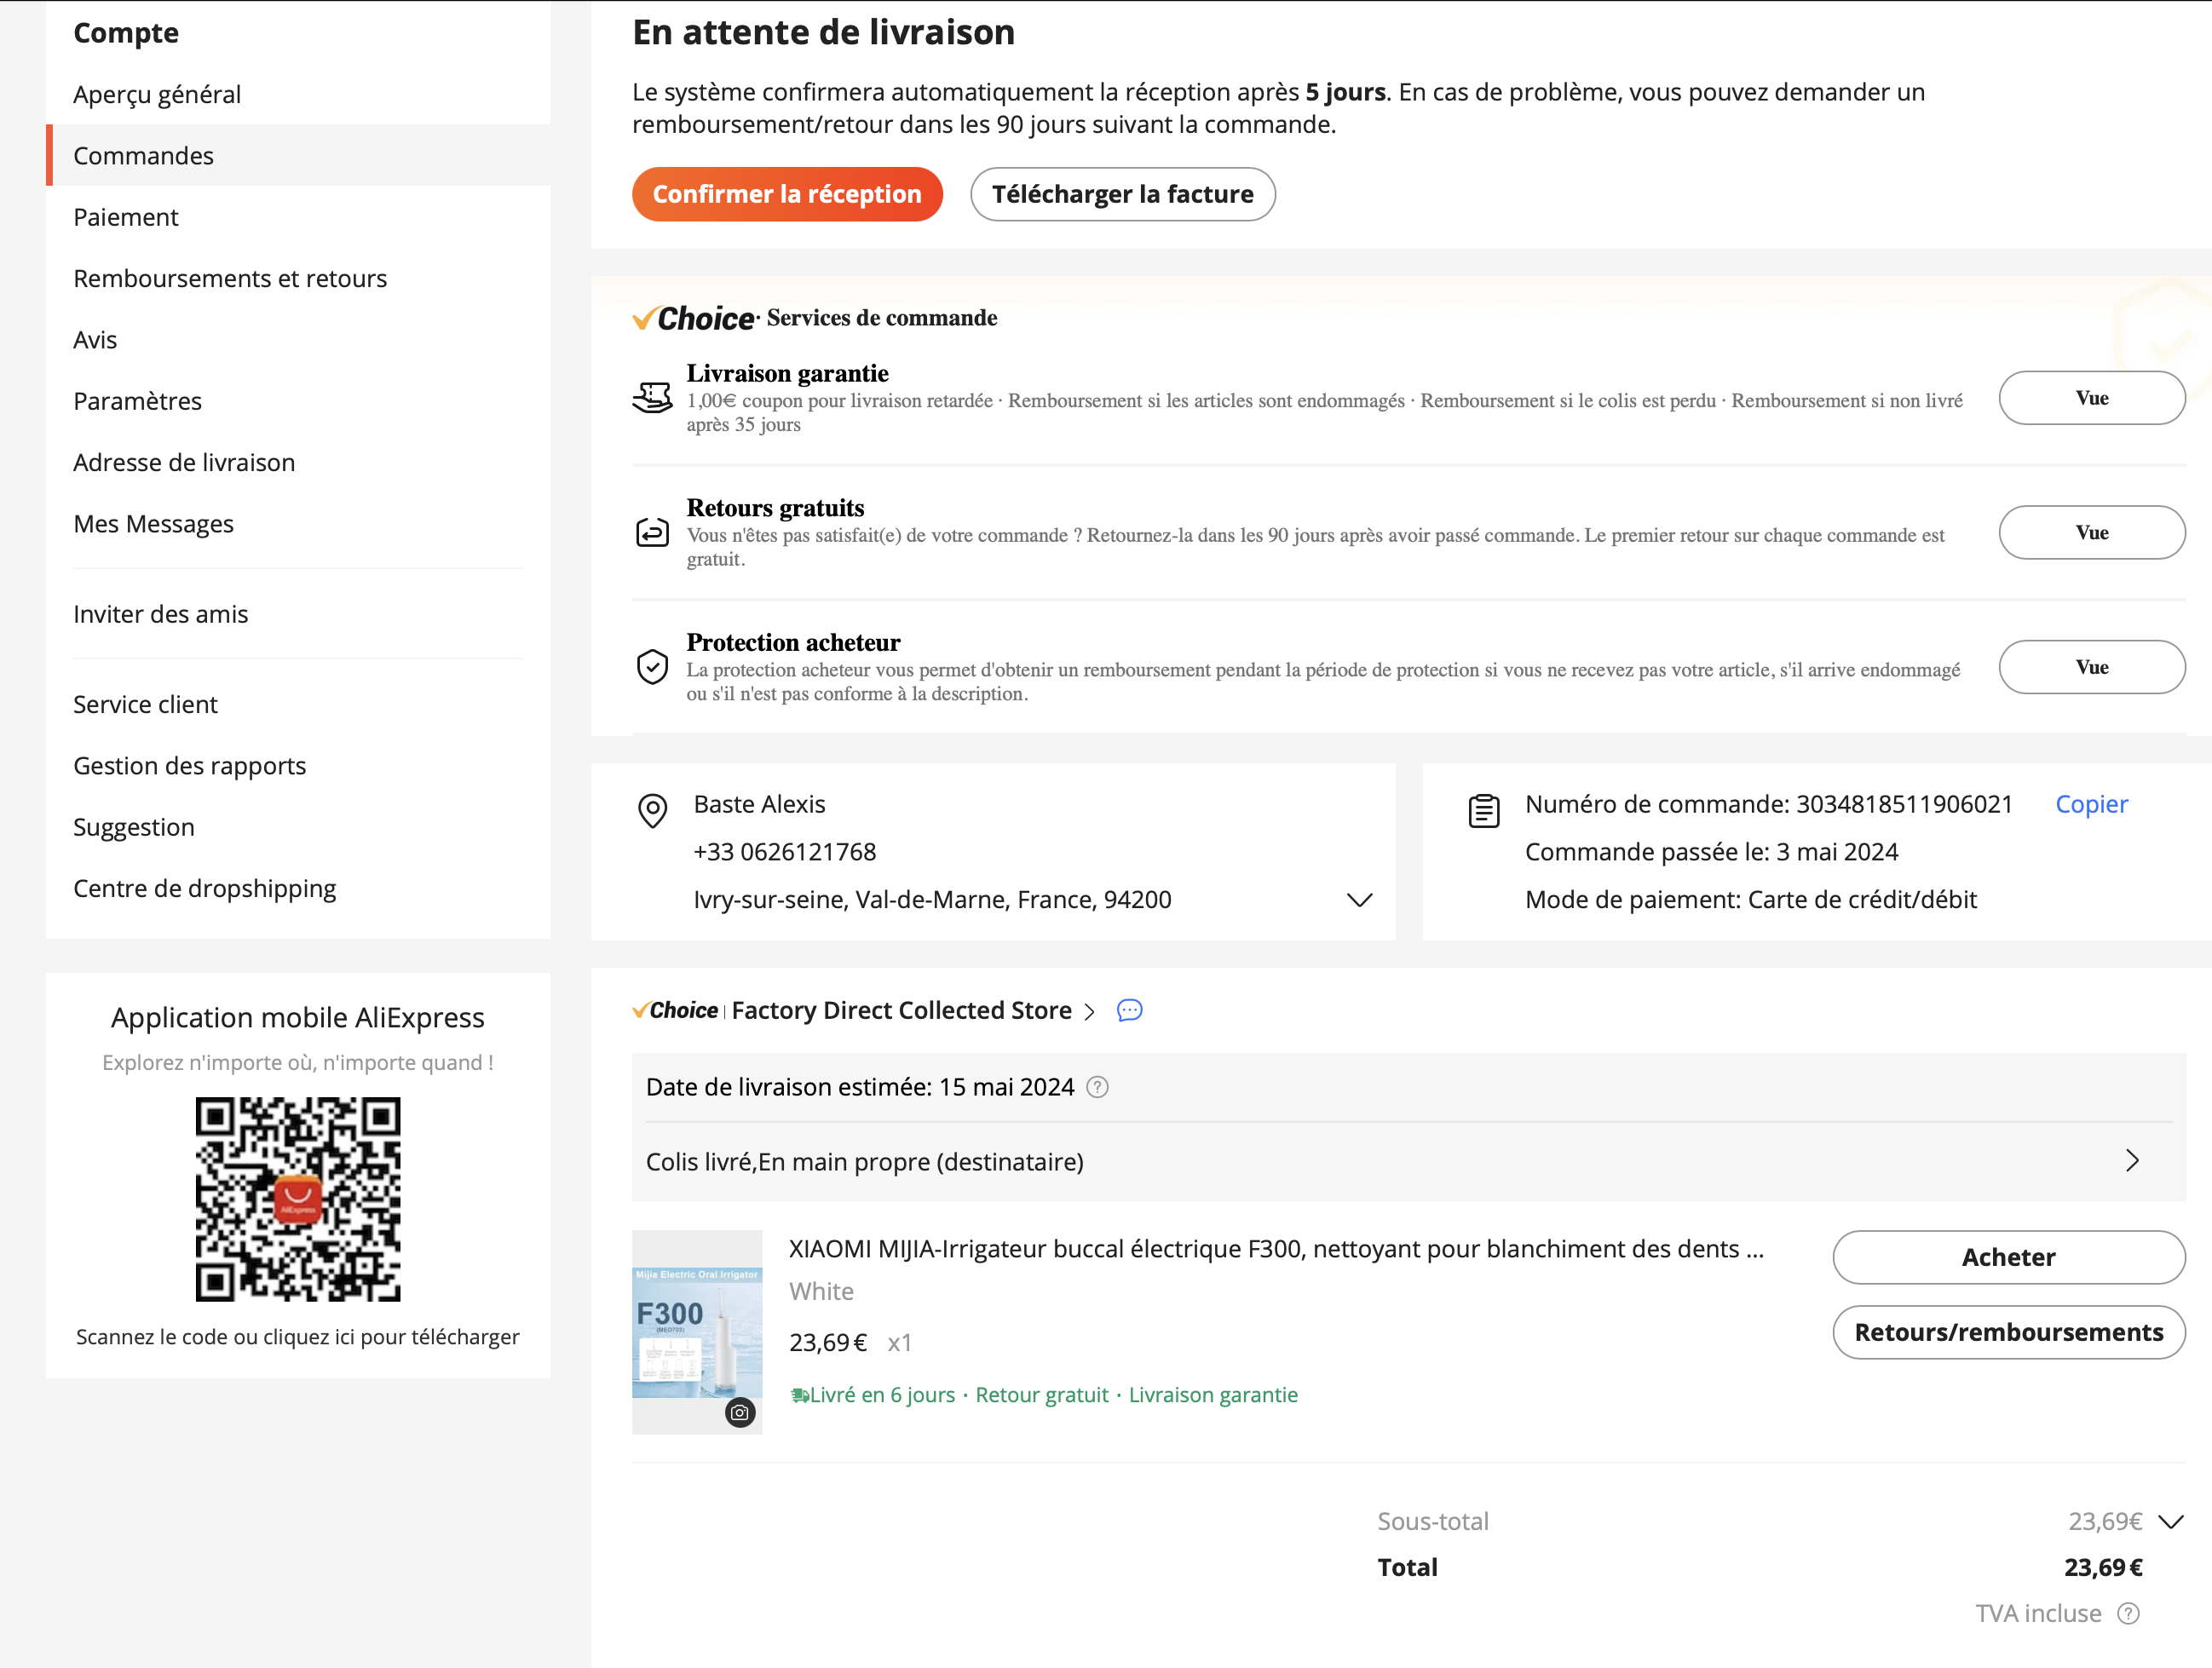 Compte
Aperçu général
Commandes
Paiement
Remboursements et retours
Avis
Paramètres
Adresse de livraison
Mes Messages
Inviter des amis
Service client
Gestion des rapports
Suggestion
Centre de dropshipping
Application mobile AliExpress
Explorez n'importe où, n'importe quand !
AliExpress
Scannez le code ou cliquez ici pour télécharger
En attente de livraison
Le système confirmera automatiquement la réception après 5 jours. En cas de problème, vous pouvez demander un
remboursement/retour dans les 90 jours suivant la commande.
Confirmer la réception
Télécharger la facture
Choice· Services de commande
Livraison garantie
1,00€ coupon pour livraison retardée · Remboursement si les articles sont endommagés · Remboursement si le colis est perdu · Remboursement si non livré
après 35 jours
Vue
Retours gratuits
Vous n'êtes pas satisfait(e) de votre commande ? Retournez-la dans les 90 jours après avoir passé commande. Le premier retour sur chaque commande est
gratuit.
Vue
Protection acheteur
La protection acheteur vous permet d'obtenir un remboursement pendant la période de protection si vous ne recevez pas votre article, s'il arrive endommagé
ou s'il n'est pas conforme à la description.
Vue
Baste Alexis
+33 0626121768
Ivry-sur-seine, Val-de-Marne, France, 94200
Numéro de commande: 3034818511906021 Copier
Commande passée le: 3 mai 2024
Mode de paiement: Carte de crédit/débit
Choice | Factory Direct Collected Store
Date de livraison estimée: 15 mai 2024
Colis livré,En main propre (destinataire)
Mijia Electric Oral Irrigator
F300
(MEO703)
XIAOMI MIJIA-Irrigateur buccal électrique F300, nettoyant pour blanchiment des dents ...
White
23,69 € x1
Livré en 6 jours · Retour gratuit · Livraison garantie
Acheter
Retours/remboursements
Sous-total 23,69€
Total 23,69 €
TVA incluse